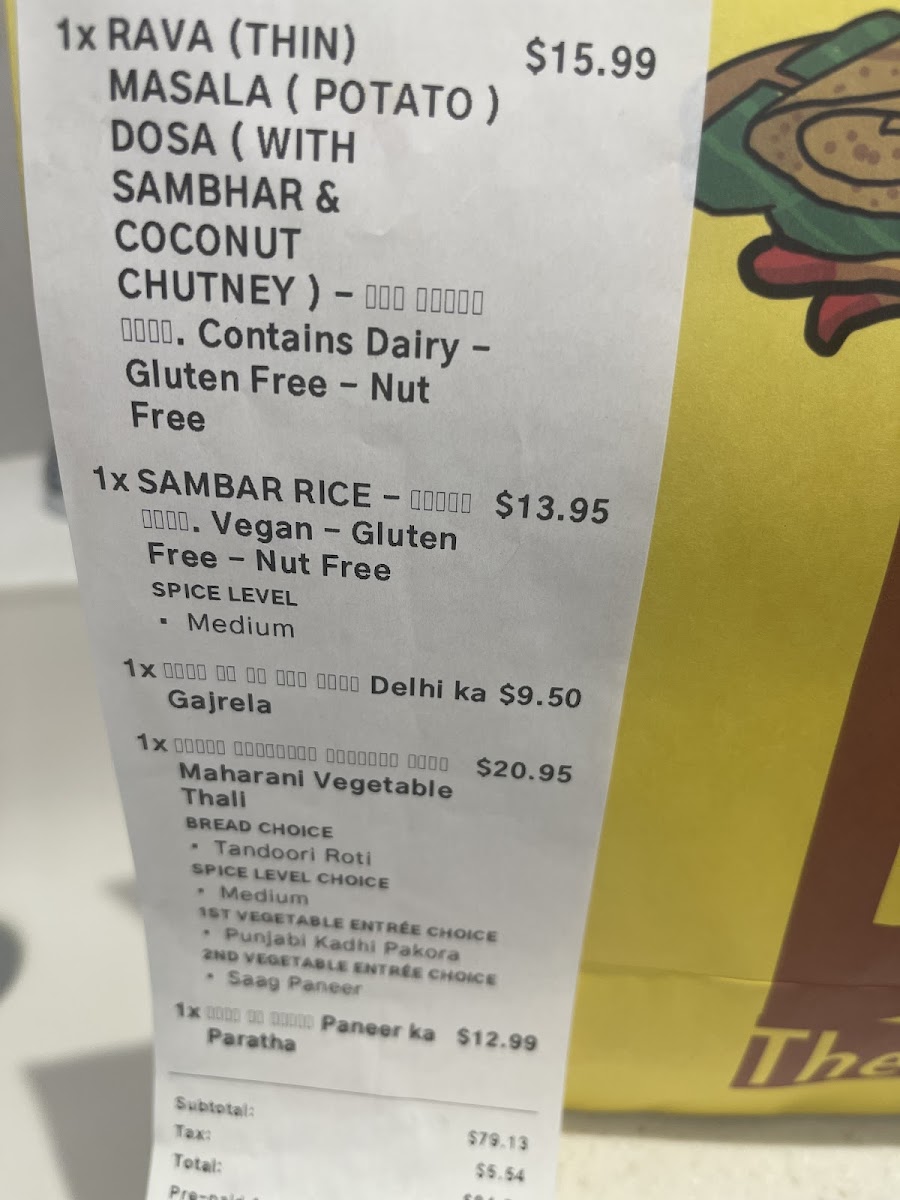 1x RAVA (THIN) $15.99
MASALA ( POTATO )
DOSA ( WITH
SAMBHAR &
COCONUT
CHUTNEY ) – ▯▯▯ ▯▯▯▯▯
▯▯▯▯. Contains Dairy –
Gluten Free – Nut
Free
1x SAMBAR RICE – ▯▯▯▯▯ $13.95
▯▯▯▯. Vegan – Gluten
Free – Nut Free
SPICE LEVEL
▪ Medium
1x ▯▯▯▯ ▯▯ ▯▯ ▯▯▯ ▯▯▯▯ Delhi ka $9.50
Gajrela
1x ▯▯▯▯▯ ▯▯▯▯▯▯▯▯ ▯▯▯▯▯▯▯ ▯▯▯▯ $20.95
Maharani Vegetable
Thali
BREAD CHOICE
▪ Tandoori Roti
SPICE LEVEL CHOICE
▪ Medium
1ST VEGETABLE ENTRÉE CHOICE
▪ Punjabi Kadhi Pakora
2ND VEGETABLE ENTRÉE CHOICE
▪ Saag Paneer
1x ▯▯▯▯ ▯▯ ▯▯▯▯▯ Paneer ka $12.99
Paratha
Subtotal: $79.13
Tax: $5.54
Total:
The